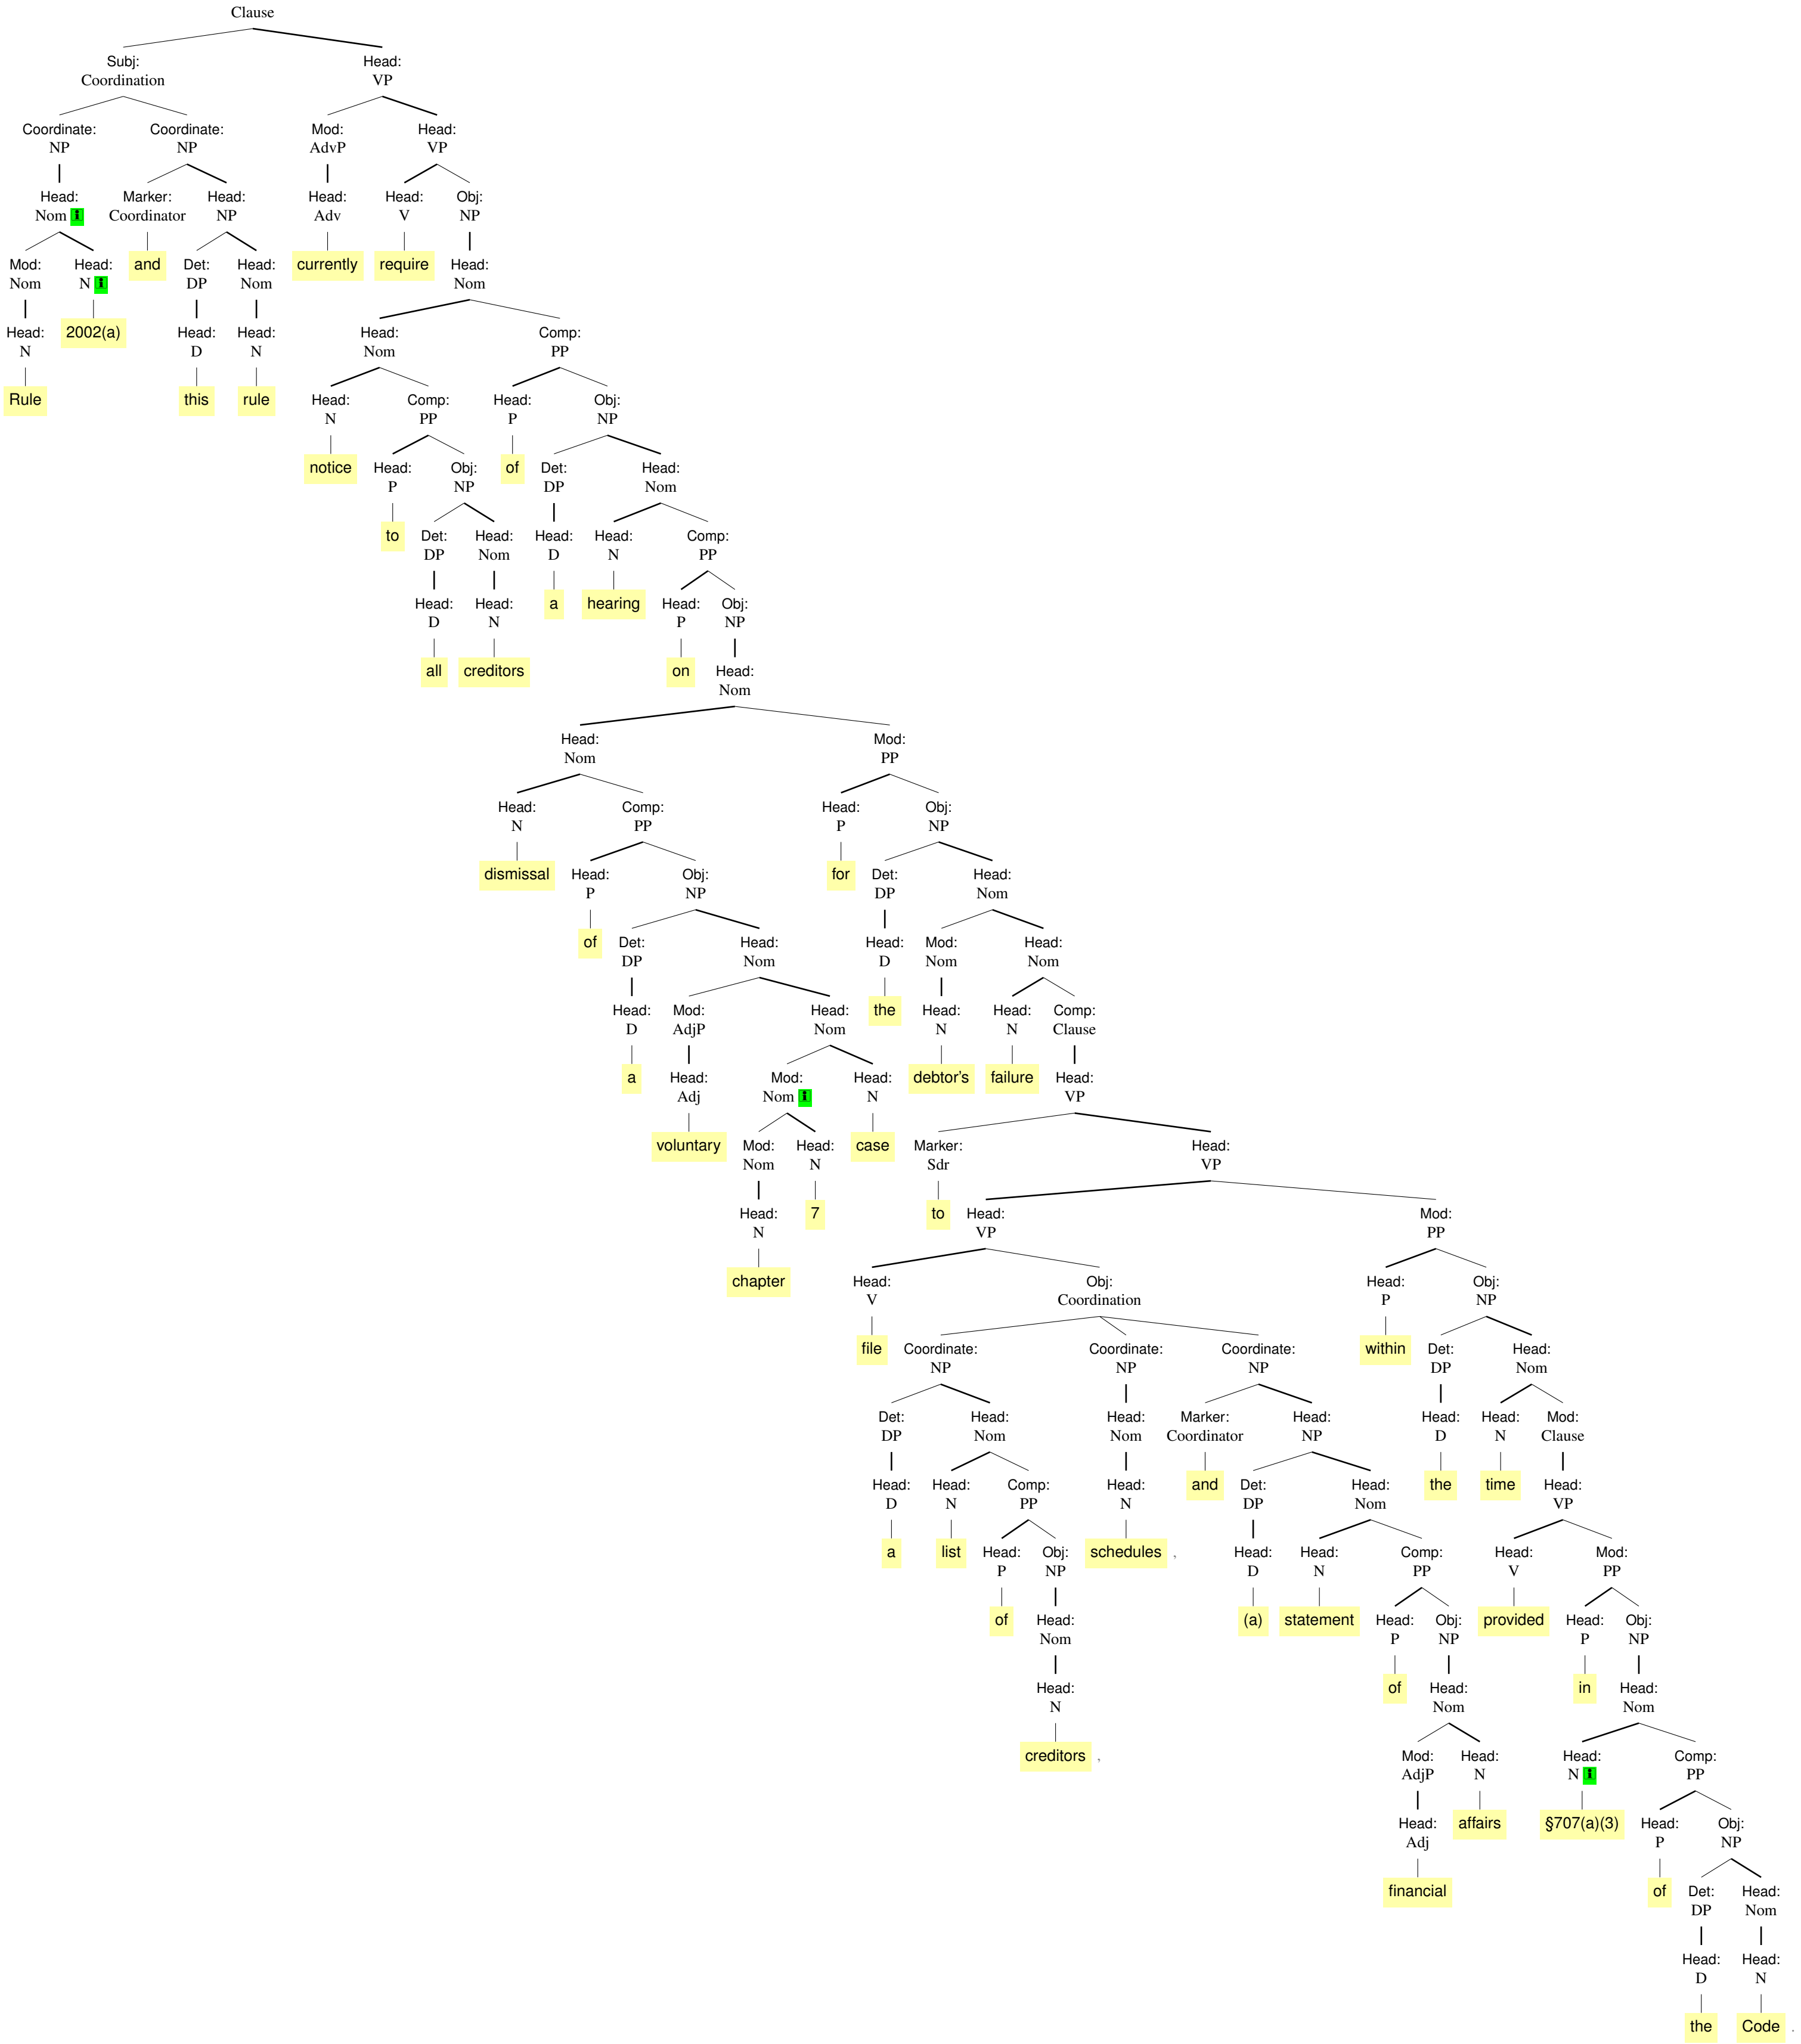 Clause
Subj: Head:
Coordination VP
Coordinate: Coordinate: Mod: Head:
NP NP AdvP VP
Head: Marker: Head: Head: Head: Obj:
Nom i Coordinator NP Adv V NP
Mod: Head: and Det: Head: currently require Head:
Nom N i DP Nom Nom
Head: 2002(a) Head: Head: Head: Comp:
N D N Nom PP
Rule this rule Head: Comp: Head: Obj:
N PP P NP
notice Head: Obj: of Det: Head:
P NP DP Nom
to Det: Head: Head: Head: Comp:
DP Nom D N PP
Head: Head: a hearing Head: Obj:
D N P NP
all creditors on Head:
Nom
Head: Mod:
Nom PP
Head: Comp: Head: Obj:
N PP P NP
dismissal Head: Obj: for Det: Head:
P NP DP Nom
of Det: Head: Head: Mod: Head:
DP Nom D Nom Nom
Head: Mod: Head: the Head: Head: Comp:
D AdjP Nom N N Clause
a Head: Mod: Head: debtor's failure Head:
Adj Nom i N VP
voluntary Mod: Head: case Marker: Head:
Nom N Sdr VP
Head: 7 to Head: Mod:
N VP PP
chapter Head: Obj: Head: Obj:
V Coordination P NP
file Coordinate: Coordinate: Coordinate: within Det: Head:
NP NP NP DP Nom
Det: Head: Head: Marker: Head: Head: Head: Mod:
DP Nom Nom Coordinator NP D N Clause
Head: Head: Comp: Head: and Det: Head: the time Head:
D N PP N DP Nom VP
a list Head: Obj: schedules , Head: Head: Comp: Head: Mod:
P NP D N PP V PP
of Head: (a) statement Head: Obj: provided Head: Obj:
Nom P NP P NP
Head: of Head: in Head:
N Nom Nom
creditors , Mod: Head: Head: Comp:
AdjP N N i PP
Head: affairs §707(a)(3) Head: Obj:
Adj P NP
financial of Det: Head:
DP Nom
Head: Head:
D N
the Code .